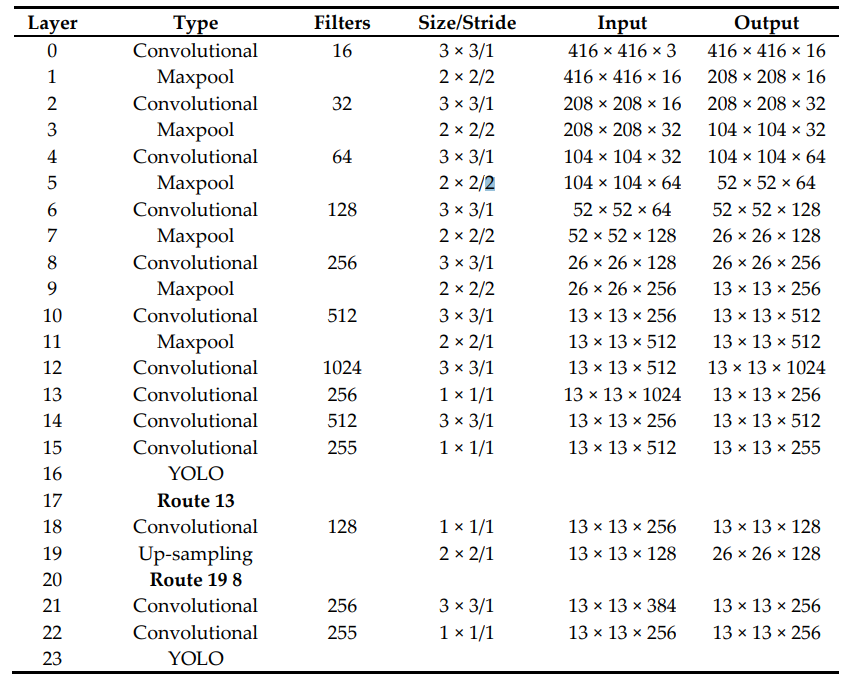 Layer Type Filters Size/Stride Input Output
0 Convolutional 16 3 × 3/1 416 × 416 × 3 416 × 416 × 16
1 Maxpool 2 × 2/2 416 × 416 × 16 208 × 208 × 16
2 Convolutional 32 3 × 3/1 208 × 208 × 16 208 × 208 × 32
3 Maxpool 2 × 2/2 208 × 208 × 32 104 × 104 × 32
4 Convolutional 64 3 × 3/1 104 × 104 × 32 104 × 104 × 64
5 Maxpool 2 × 2/2 104 × 104 × 64 52 × 52 × 64
6 Convolutional 128 3 × 3/1 52 × 52 × 64 52 × 52 × 128
7 Maxpool 2 × 2/2 52 × 52 × 128 26 × 26 × 128
8 Convolutional 256 3 × 3/1 26 × 26 × 128 26 × 26 × 256
9 Maxpool 2 × 2/2 26 × 26 × 256 13 × 13 × 256
10 Convolutional 512 3 × 3/1 13 × 13 × 256 13 × 13 × 512
11 Maxpool 2 × 2/1 13 × 13 × 512 13 × 13 × 512
12 Convolutional 1024 3 × 3/1 13 × 13 × 512 13 × 13 × 1024
13 Convolutional 256 1 × 1/1 13 × 13 × 1024 13 × 13 × 256
14 Convolutional 512 3 × 3/1 13 × 13 × 256 13 × 13 × 512
15 Convolutional 255 1 × 1/1 13 × 13 × 512 13 × 13 × 255
16 YOLO
17 Route 13
18 Convolutional 128 1 × 1/1 13 × 13 × 256 13 × 13 × 128
19 Up-sampling 2 × 2/1 13 × 13 × 128 26 × 26 × 128
20 Route 19 8
21 Convolutional 256 3 × 3/1 13 × 13 × 384 13 × 13 × 256
22 Convolutional 255 1 × 1/1 13 × 13 × 256 13 × 13 × 256
23 YOLO